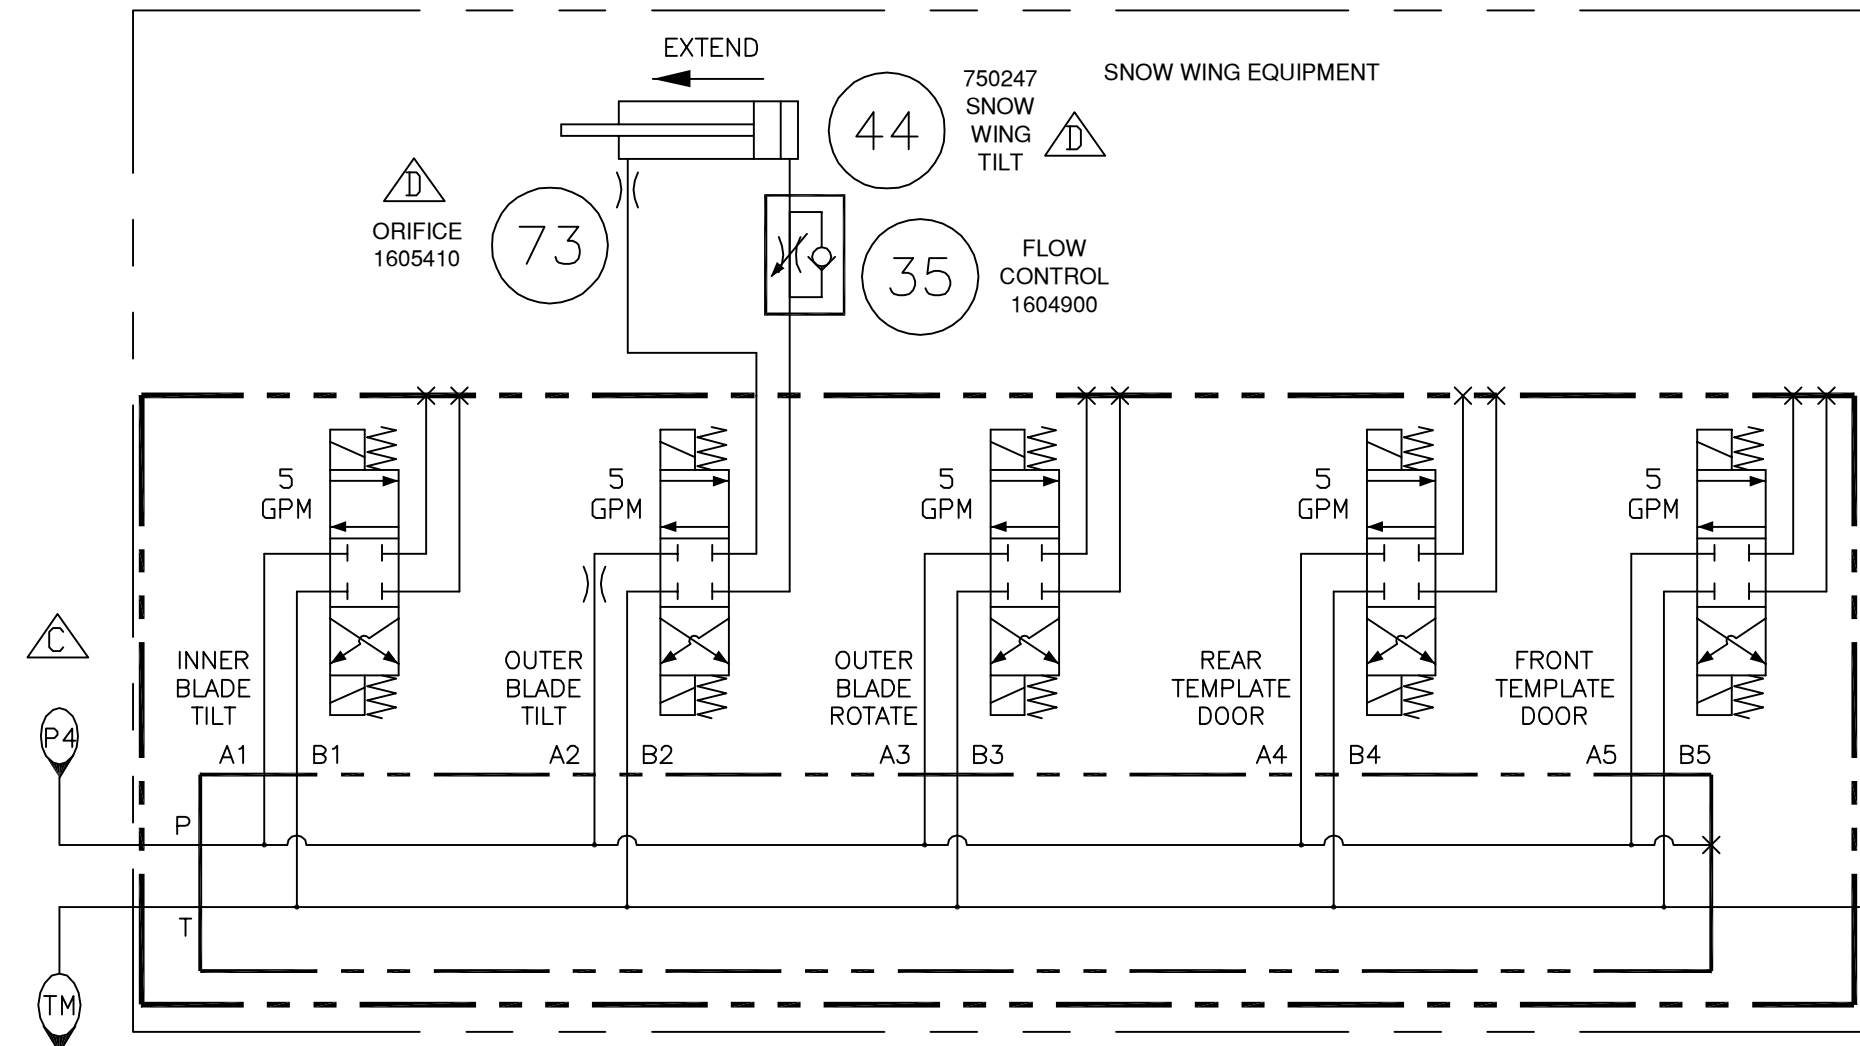 EXTEND
750247
SNOW
WING
TILT
D
SNOW WING EQUIPMENT
44
D
ORIFICE
1605410
73
35
FLOW
CONTROL
1604900
5
GPM
5
GPM
5
GPM
5
GPM
5
GPM
C
INNER
BLADE
TILT
OUTER
BLADE
TILT
OUTER
BLADE
ROTATE
REAR
TEMPLATE
DOOR
FRONT
TEMPLATE
DOOR
P4
A1 B1 A2 B2 A3 B3 A4 B4 A5 B5
P
T
TM